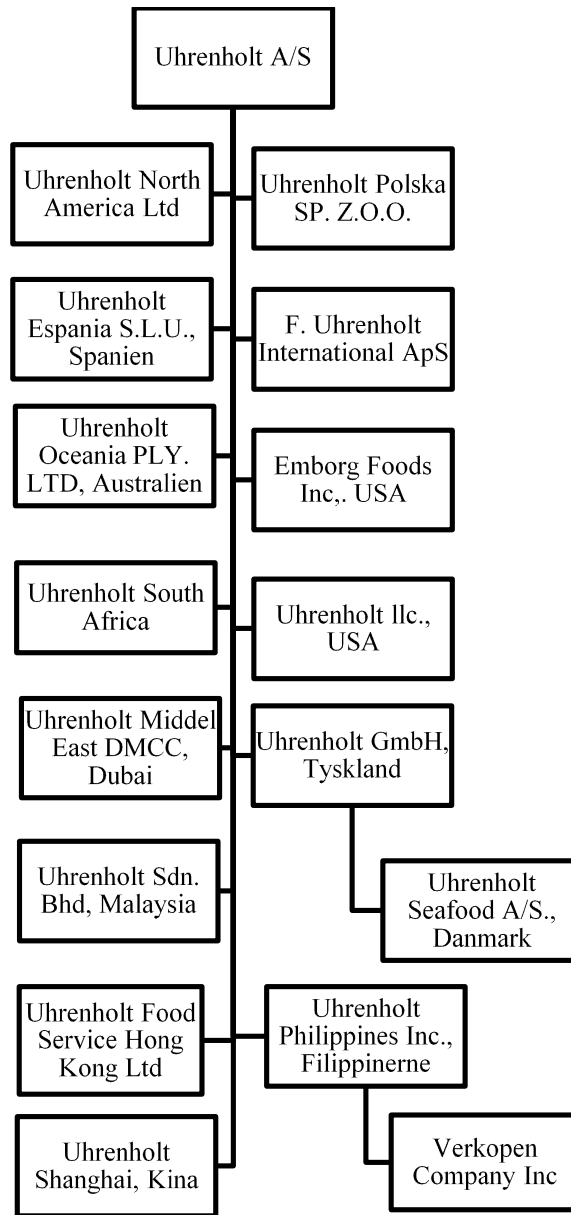 Uhrenholt A/S
Uhrenholt North
America Ltd
Uhrenholt Polska
SP. Z.O.O.
Uhrenholt
Espania S.L.U.,
Spanien
F. Uhrenholt
International ApS
Uhrenholt
Oceania PLY.
LTD, Australien
Emborg Foods
Inc,. USA
Uhrenholt South
Africa
Uhrenholt llc.,
USA
Uhrenholt Middel
East DMCC,
Dubai
Uhrenholt GmbH,
Tyskland
Uhrenholt Sdn.
Bhd, Malaysia
Uhrenholt
Seafood A/S.,
Danmark
Uhrenholt Food
Service Hong
Kong Ltd
Uhrenholt
Philippines Inc.,
Filippinerne
Uhrenholt
Shanghai, Kina
Verkopen
Company Inc